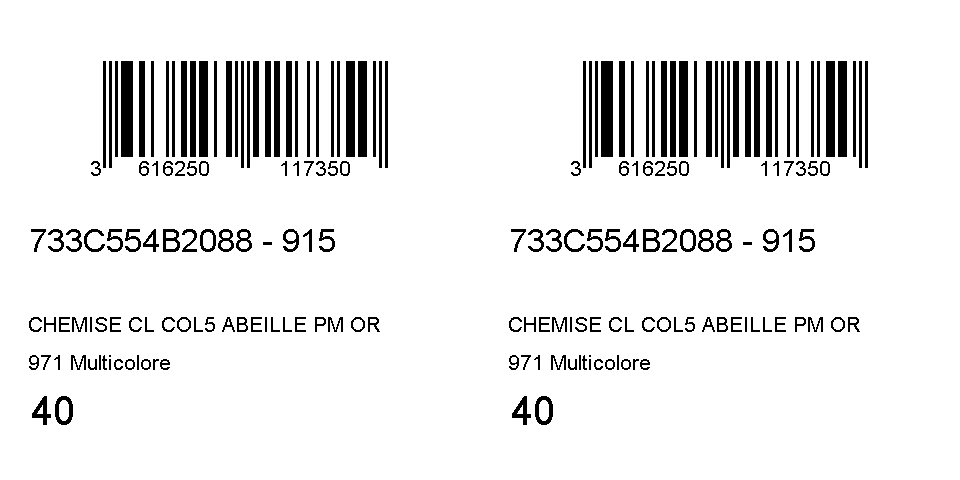 3 616250 117350
733C554B2088 - 915
CHEMISE CL COL5 ABEILLE PM OR
971 Multicolore
40
3 616250 117350
733C554B2088 - 915
CHEMISE CL COL5 ABEILLE PM OR
971 Multicolore
40